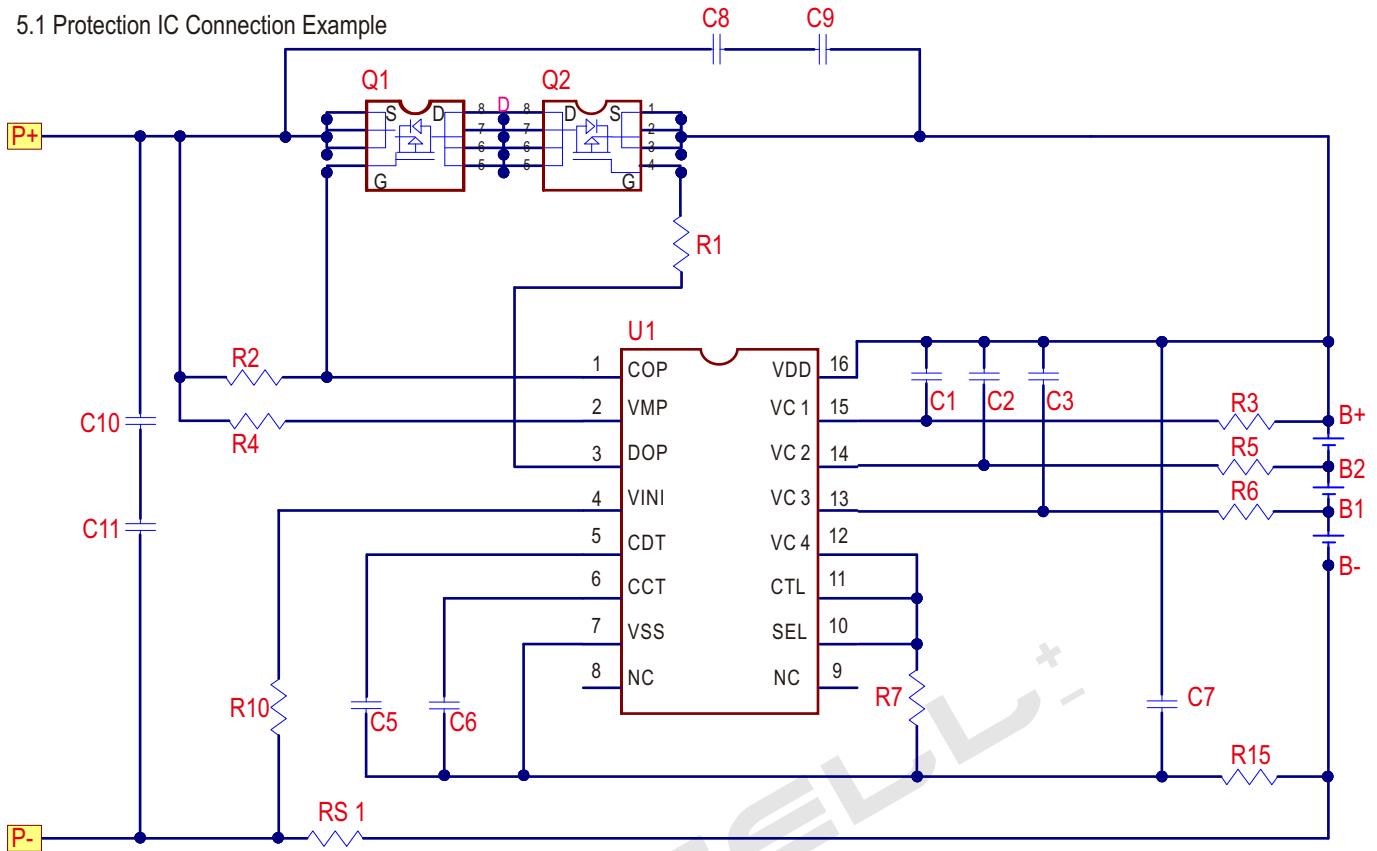 5.1 Protection IC Connection Example
C8 C9
Q1 Q2
S D 8 D 8 D S 1
7 7 2
6 6 3
5 5 4
G G
P+
R1
U1
R2
1 COP VDD 16
C1 C2 C3
2 VMP VC 1 15 R3 B+
C10 R4
3 DOP VC 2 14 R5 B2
4 VINI VC 3 13 R6 B1
C11
5 CDT VC 4 12
B-
6 CCT CTL 11
7 VSS SEL 10
8 NC NC 9
R10 C5 C6 R7 C7
R15
RS 1
P-